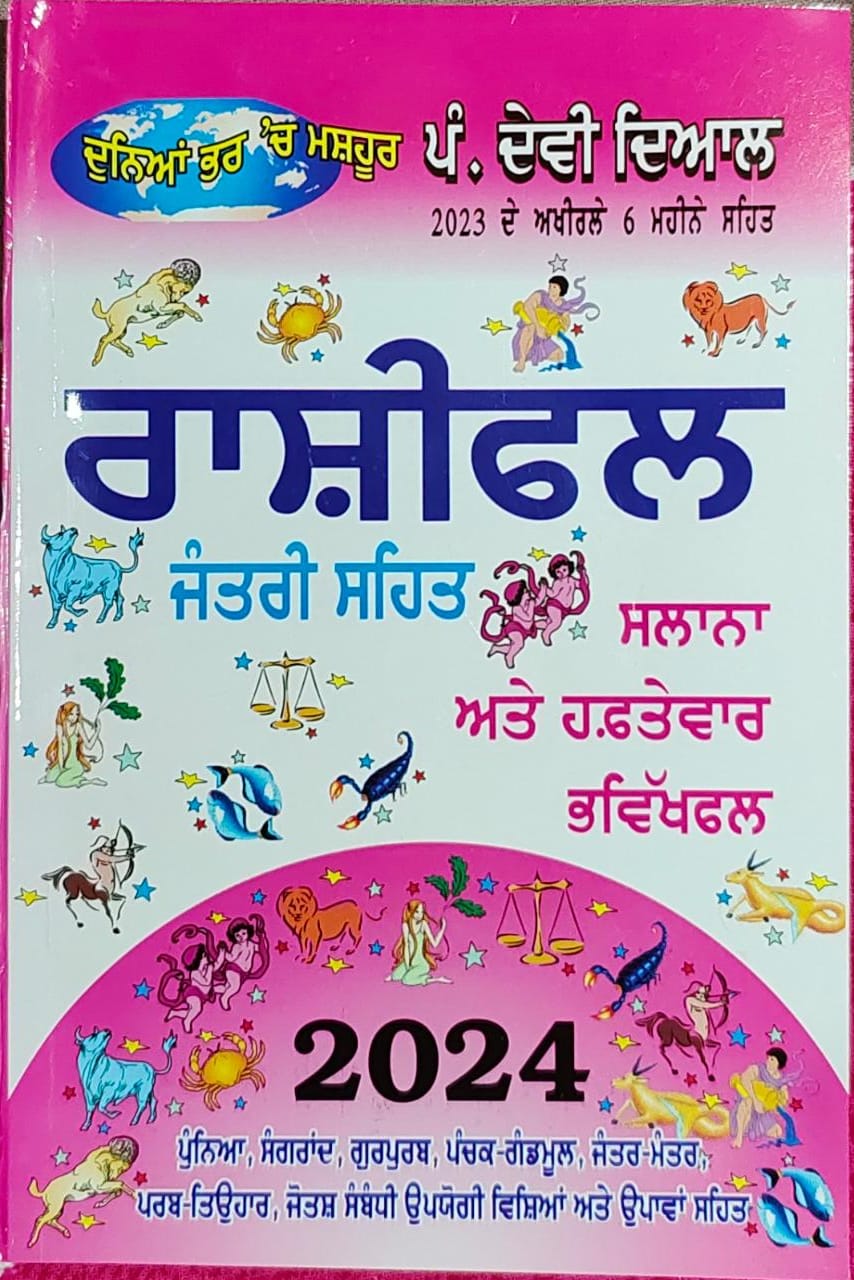 ਦੁਨਿਆਂ ਭਰ 'ਚ ਮਸ਼ਹੂਰ ਪੰ. ਦੇਵੀ ਦਿਆਲ
2023 ਦੇ ਅਖੀਰਲੇ 6 ਮਹੀਨੇ ਸਹਿਤ
ਰਾਸ਼ੀਫਲ
ਜੰਤਰੀ ਸਹਿਤ
ਸਲਾਨਾ
ਅਤੇ ਹਫ਼ਤੇਵਾਰ
ਭਵਿੱਖਫਲ
2024
ਪੁੰਨਿਆ, ਸੰਗਰਾਂਦ, ਗੁਰਪੁਰਬ, ਪੰਚਕ-ਗੰਡਮੂਲ, ਜੰਤਰ-ਮੰਤਰ,
ਪਰਬ-ਤਿਉਹਾਰ, ਜੋਤਸ਼ ਸੰਬੰਧੀ ਉਪਯੋਗੀ ਵਿਸ਼ਿਆਂ ਅਤੇ ਉਪਾਵਾਂ ਸਹਿਤ